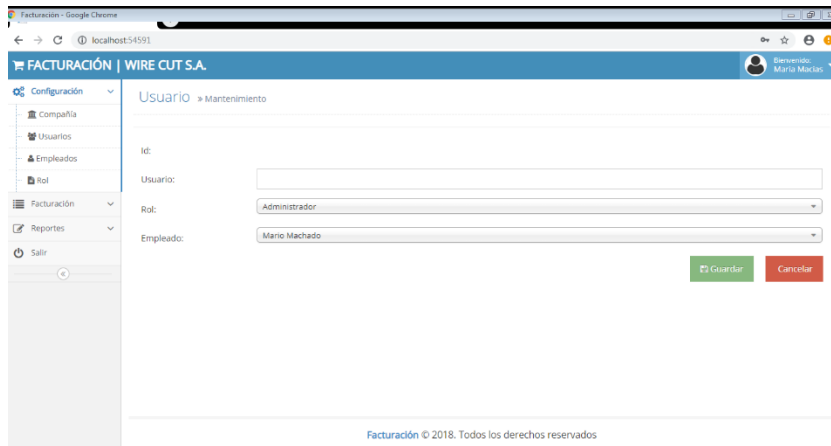 Facturación - Google Chrome
localhost:54591
FACTURACIÓN | WIRE CUT S.A.
Bienvenido:
Maria Macias
Configuración
Compañía
Usuarios
Empleados
Rol
Facturación
Reportes
Salir
Usuario » Mantenimiento
Id:
Usuario:
Rol:
Administrador
Empleado:
Mario Machado
Guardar
Cancelar
Facturación © 2018. Todos los derechos reservados